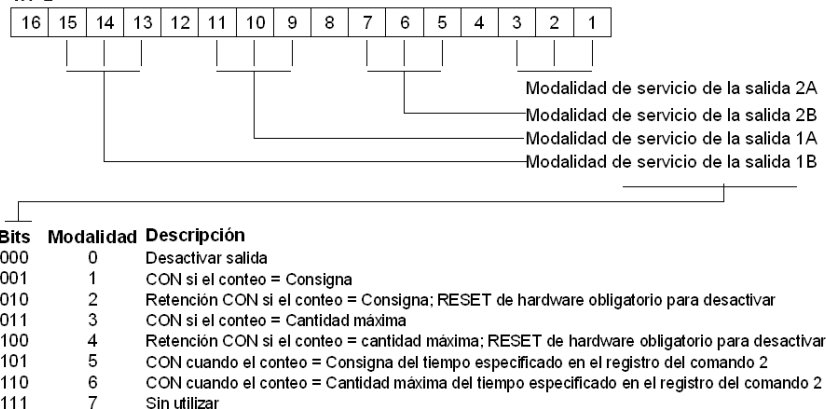 16 15 14 13 12 11 10 9 8 7 6 5 4 3 2 1
Modalidad de servicio de la salida 2A
Modalidad de servicio de la salida 2B
Modalidad de servicio de la salida 1A
Modalidad de servicio de la salida 1B
Bits Modalidad Descripción
000 0 Desactivar salida
001 1 CON si el conteo = Consigna
010 2 Retención CON si el conteo = Consigna; RESET de hardware obligatorio para desactivar
011 3 CON si el conteo = Cantidad máxima
100 4 Retención CON si el conteo = cantidad máxima; RESET de hardware obligatorio para desactivar
101 5 CON cuando el conteo = Consigna del tiempo especificado en el registro del comando 2
110 6 CON cuando el conteo = Cantidad máxima del tiempo especificado en el registro del comando 2
111 7 Sin utilizar